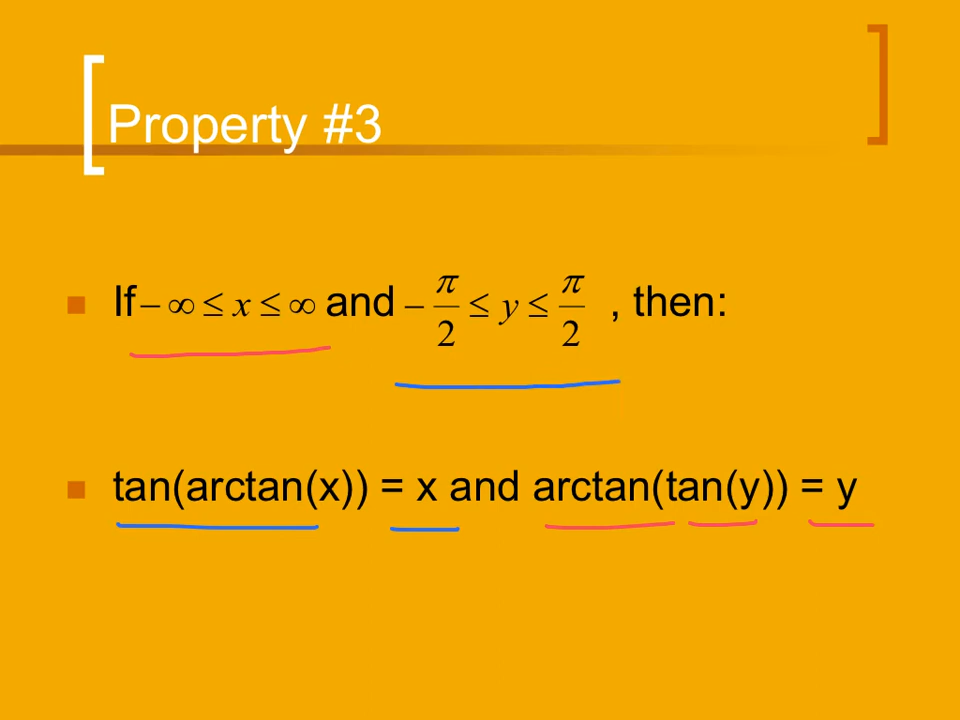 Property #3
If −∞ ≤ x ≤ ∞ and −π/2 ≤ y ≤ π/2 , then:
tan(arctan(x)) = x and arctan(tan(y)) = y